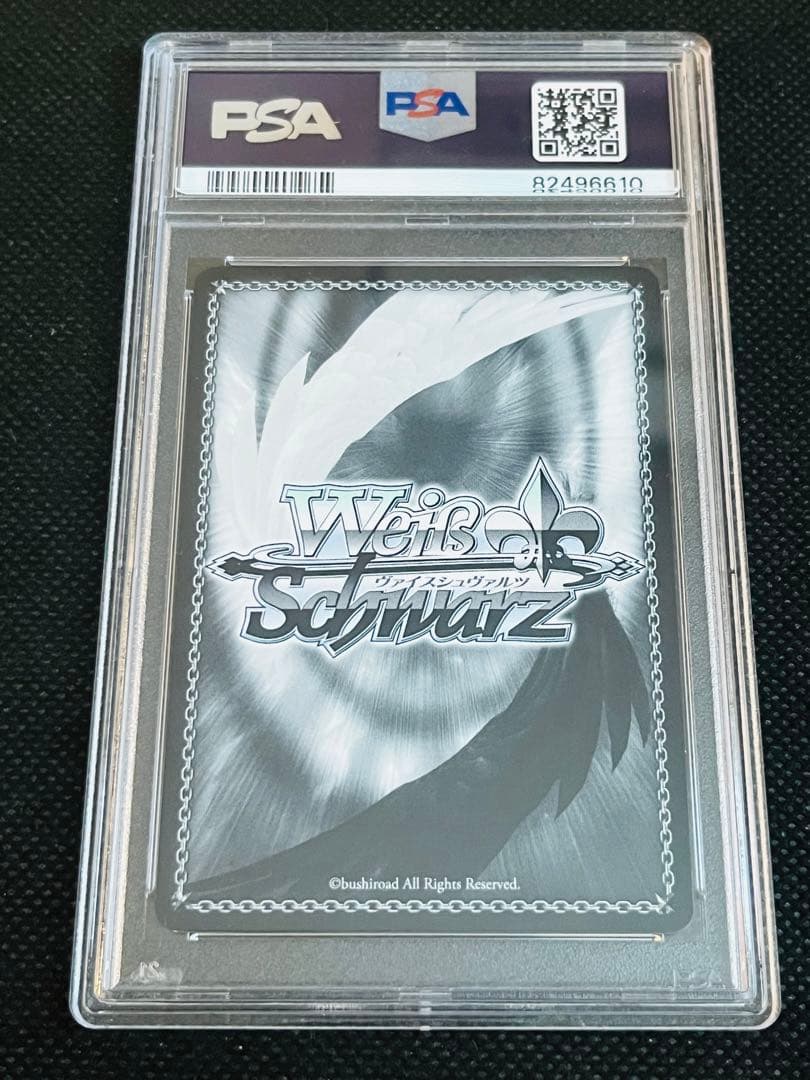 PSA
PSA
82496610
Weiß
ヴァイスシュヴァルツ
Schwarz
©bushiroad All Rights Reserved.